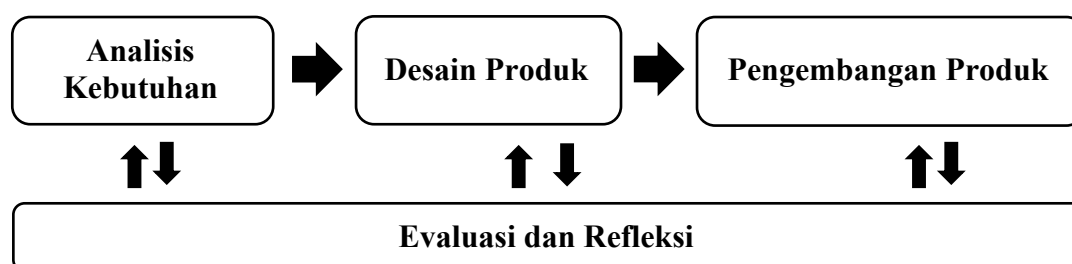 Analisis
Kebutuhan
Desain Produk
Pengembangan Produk
Evaluasi dan Refleksi